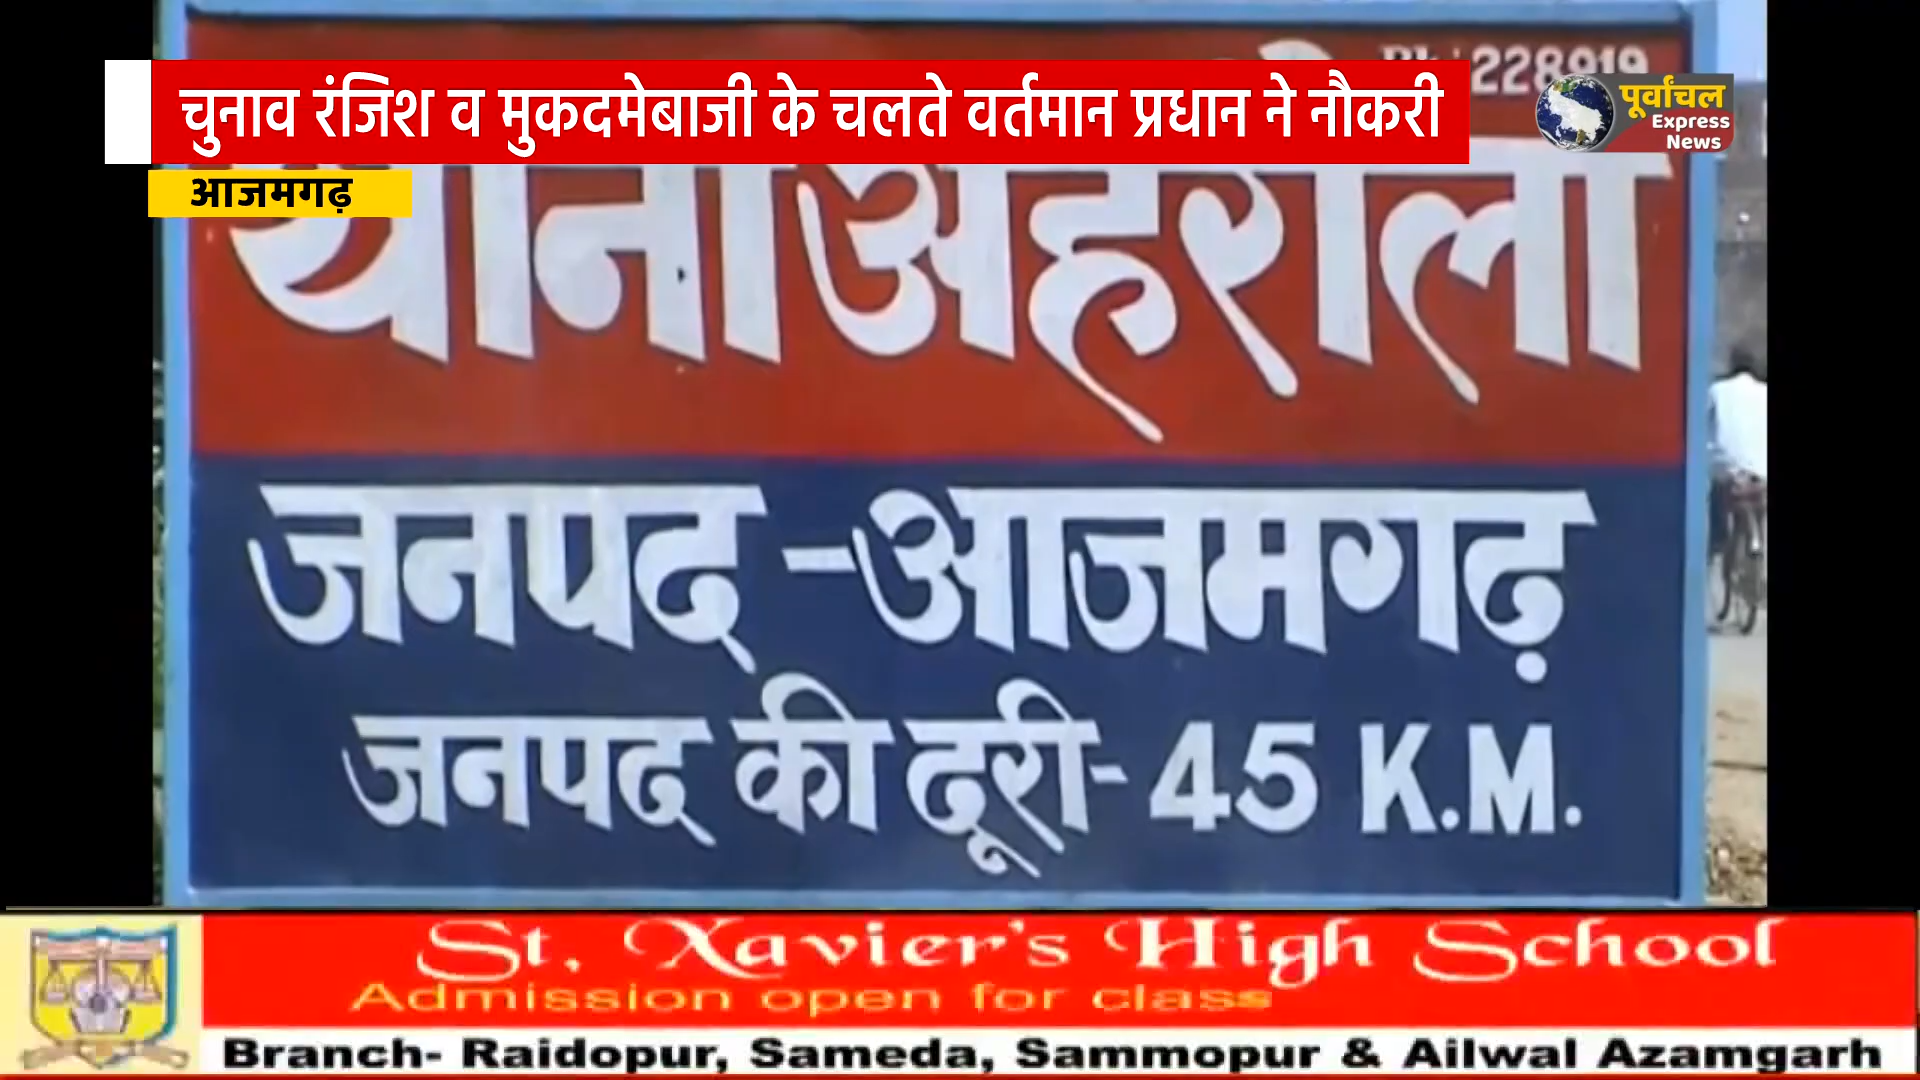 228919
चुनाव रंजिश व मुकदमेबाजी के चलते वर्तमान प्रधान ने नौकरी
पूर्वांचल
Express
News
आजमगढ़
थाना अहरौला
जनपद - आजमगढ़
जनपद की दूरी - 45 K.M.
St. Xavier's High School
Admission open for class
Branch- Raidopur, Sameda, Sammopur & Ailwal Azamgarh